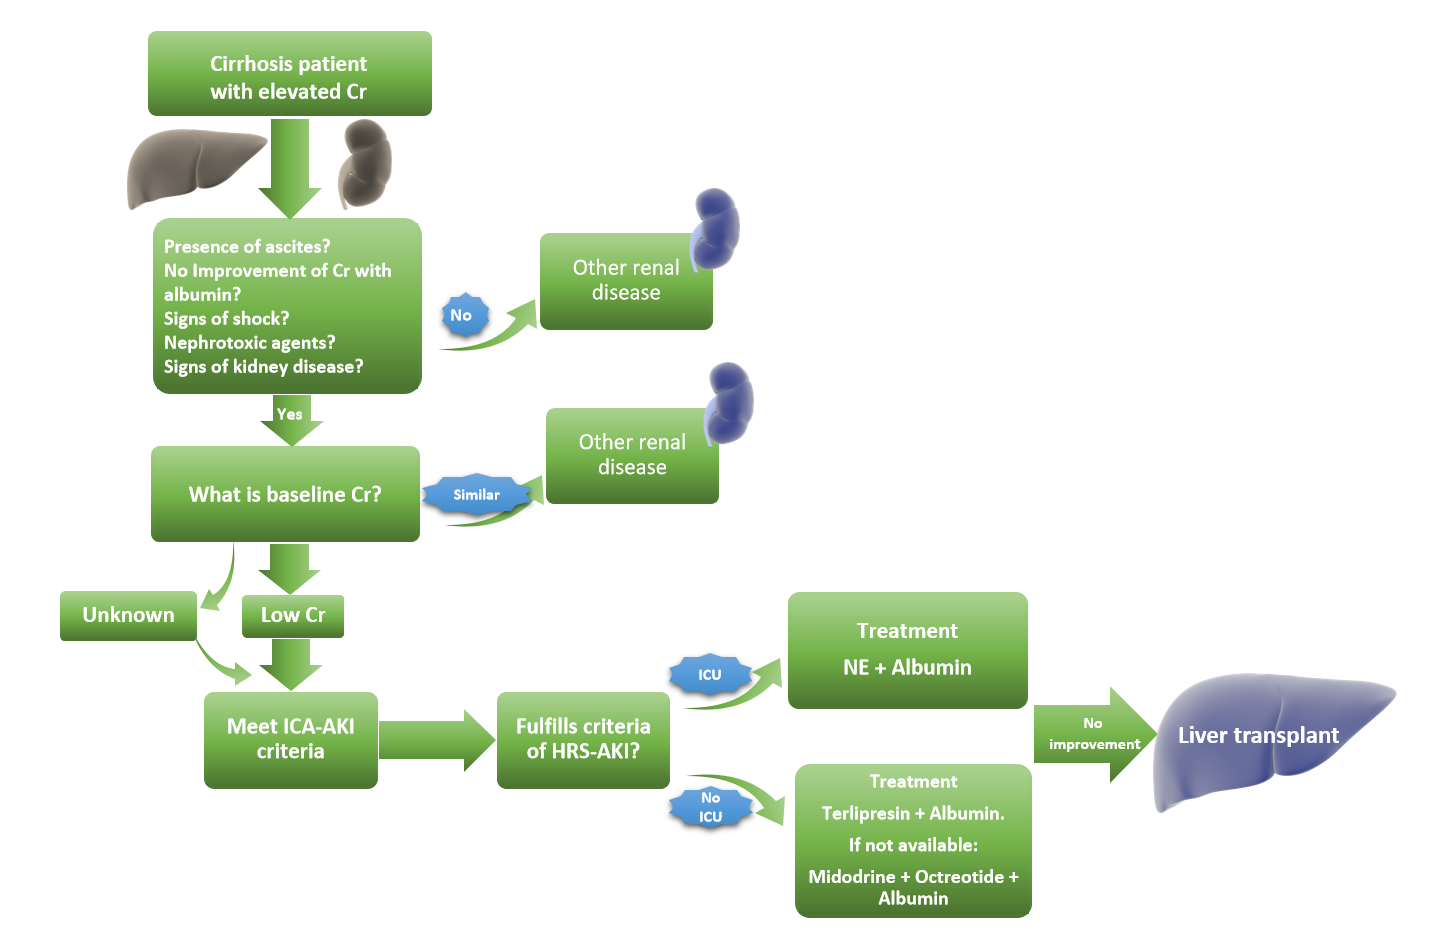 Cirrhosis patient
with elevated Cr
Presence of ascites?
No Improvement of Cr with
albumin?
Signs of shock?
Nephrotoxic agents?
Signs of kidney disease?
No
Other renal
disease
Yes
What is baseline Cr?
Similar
Other renal
disease
Unknown
Low Cr
Meet ICA-AKI
criteria
Fulfills criteria
of HRS-AKI?
ICU
Treatment
NE + Albumin
No
ICU
Treatment
Terlipresin + Albumin.
If not available:
Midodrine + Octreotide +
Albumin
No
improvement
Liver transplant